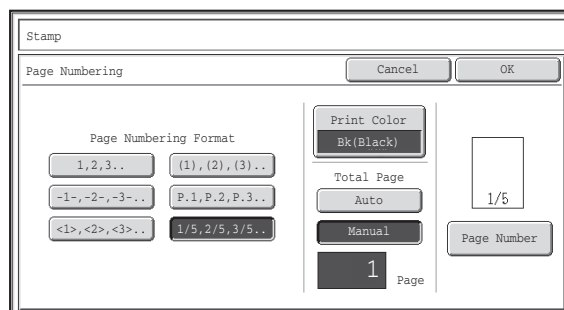 Stamp
Page Numbering
Cancel
OK
Page Numbering Format
1,2,3..
(1),(2),(3)..
-1-,-2-,-3-..
P.1,P.2,P.3..
<1>,<2>,<3>..
1/5,2/5,3/5..
Print Color
Bk(Black)
Total Page
Auto
Manual
1 Page
1/5
Page Number